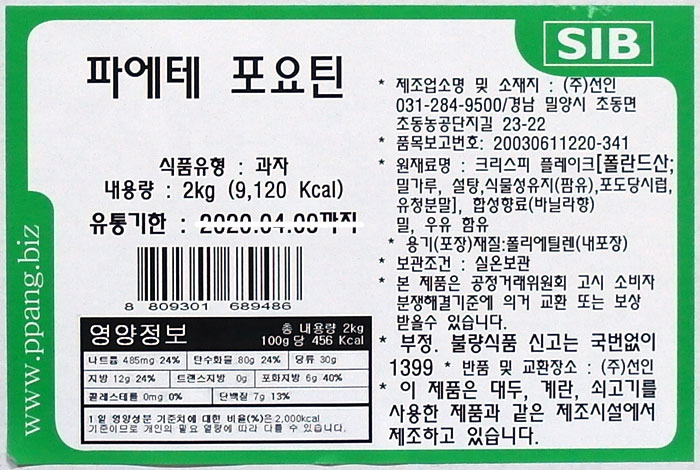 SIB
파에테 포요틴
식품유형 : 과자
내용량 : 2kg (9,120 Kcal)
유통기한 : 2020.04.09까지
8 809301 689486
www.ppang.biz
영양정보
총 내용량 2kg
100g 당 456 Kcal
나트륨 485mg 24% 탄수화물 80g 24% 당류 30g
지방 12g 24% 트랜스지방 0g 포화지방 6g 40%
콜레스테롤 0mg 0% 단백질 7g 13%
1일 영양성분 기준치에 대한 비율(%)은 2,000kcal
기준이므로 개인의 필요 열량에 따라 다를 수 있습니다.
* 제조업소명 및 소재지 : (주)선인
031-284-9500/경남 밀양시 조동면
초동농공단지길 23-22
* 품목보고번호: 20030611220-341
* 원재료명 : 크리스피 플레이크[폴란드산;
밀가루, 설탕,식물성유지(팜유),포도당시럽,
유청분말], 합성향료(바닐라향)
밀, 우유 함유
* 용기(포장)재질:폴리에틸렌(내포장)
* 보관조건 : 실온보관
* 본 제품은 공정거래위원회 고시 소비자
분쟁해결기준에 의거 교환 또는 보상
받을수 있습니다.
* 부정. 불량식품 신고는 국번없이
1399 * 반품 및 교환장소 : (주)선인
* 이 제품은 대두, 계란, 쇠고기를
사용한 제품과 같은 제조시설에서
제조하고 있습니다.